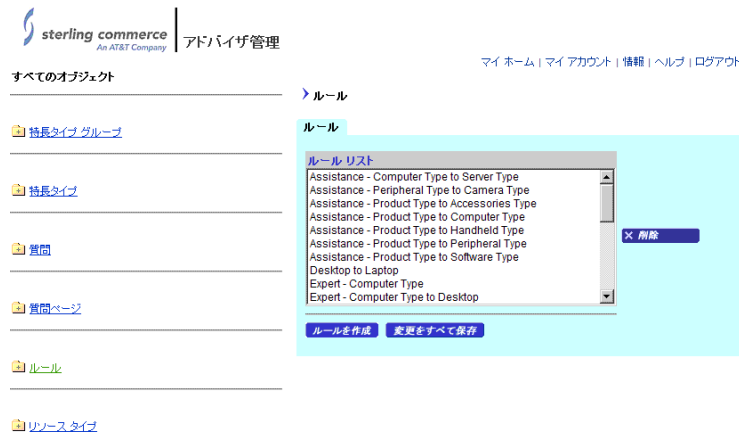 sterling commerce
An AT&T Company
アドバイザ管理
マイ ホーム | マイ アカウント | 情報 | ヘルプ | ログアウト
すべてのオブジェクト
特長タイプ グループ
特長タイプ
質問
質問ページ
ルール
リソース タイプ
ルール
ルール
ルール リスト
Assistance - Computer Type to Server Type
Assistance - Peripheral Type to Camera Type
Assistance - Product Type to Accessories Type
Assistance - Product Type to Computer Type
Assistance - Product Type to Handheld Type
Assistance - Product Type to Peripheral Type
Assistance - Product Type to Software Type
Desktop to Laptop
Expert - Computer Type
Expert - Computer Type to Desktop
削除
ルールを作成
変更をすべて保存